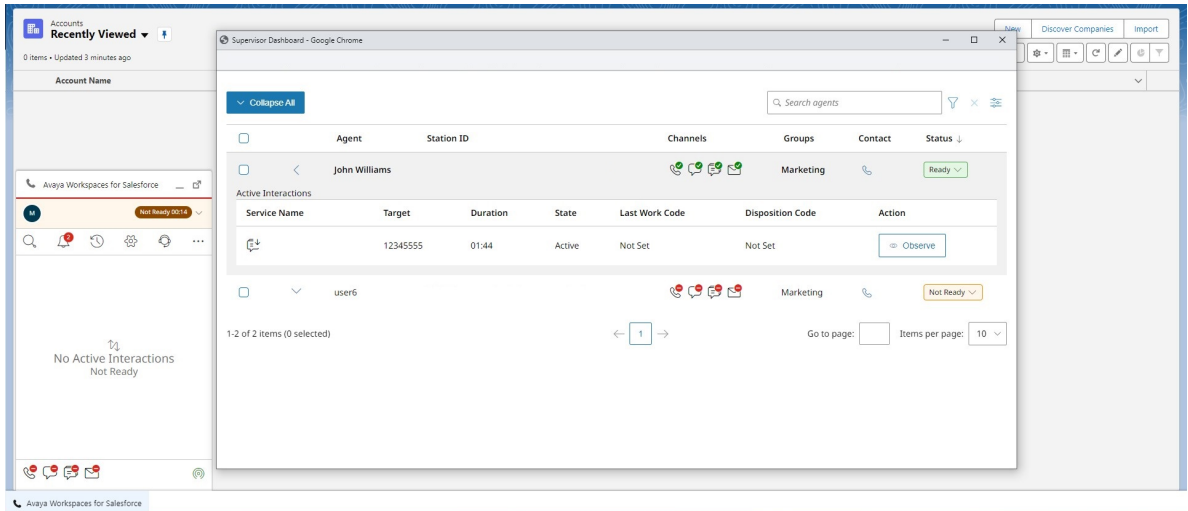 Accounts
Recently Viewed
0 items • Updated 3 minutes ago
New
Discover Companies
Import
Account Name
Supervisor Dashboard - Google Chrome
Collapse All
Search agents
Agent Station ID Channels Groups Contact Status
John Williams Marketing Ready
Active Interactions
Service Name Target Duration State Last Work Code Disposition Code Action
12345555 01:44 Active Not Set Not Set Observe
user6 Marketing Not Ready
1-2 of 2 items (0 selected) 1 Go to page: Items per page: 10
Avaya Workspaces for Salesforce
M Not Ready 00:14
2
No Active Interactions
Not Ready
Avaya Workspaces for Salesforce